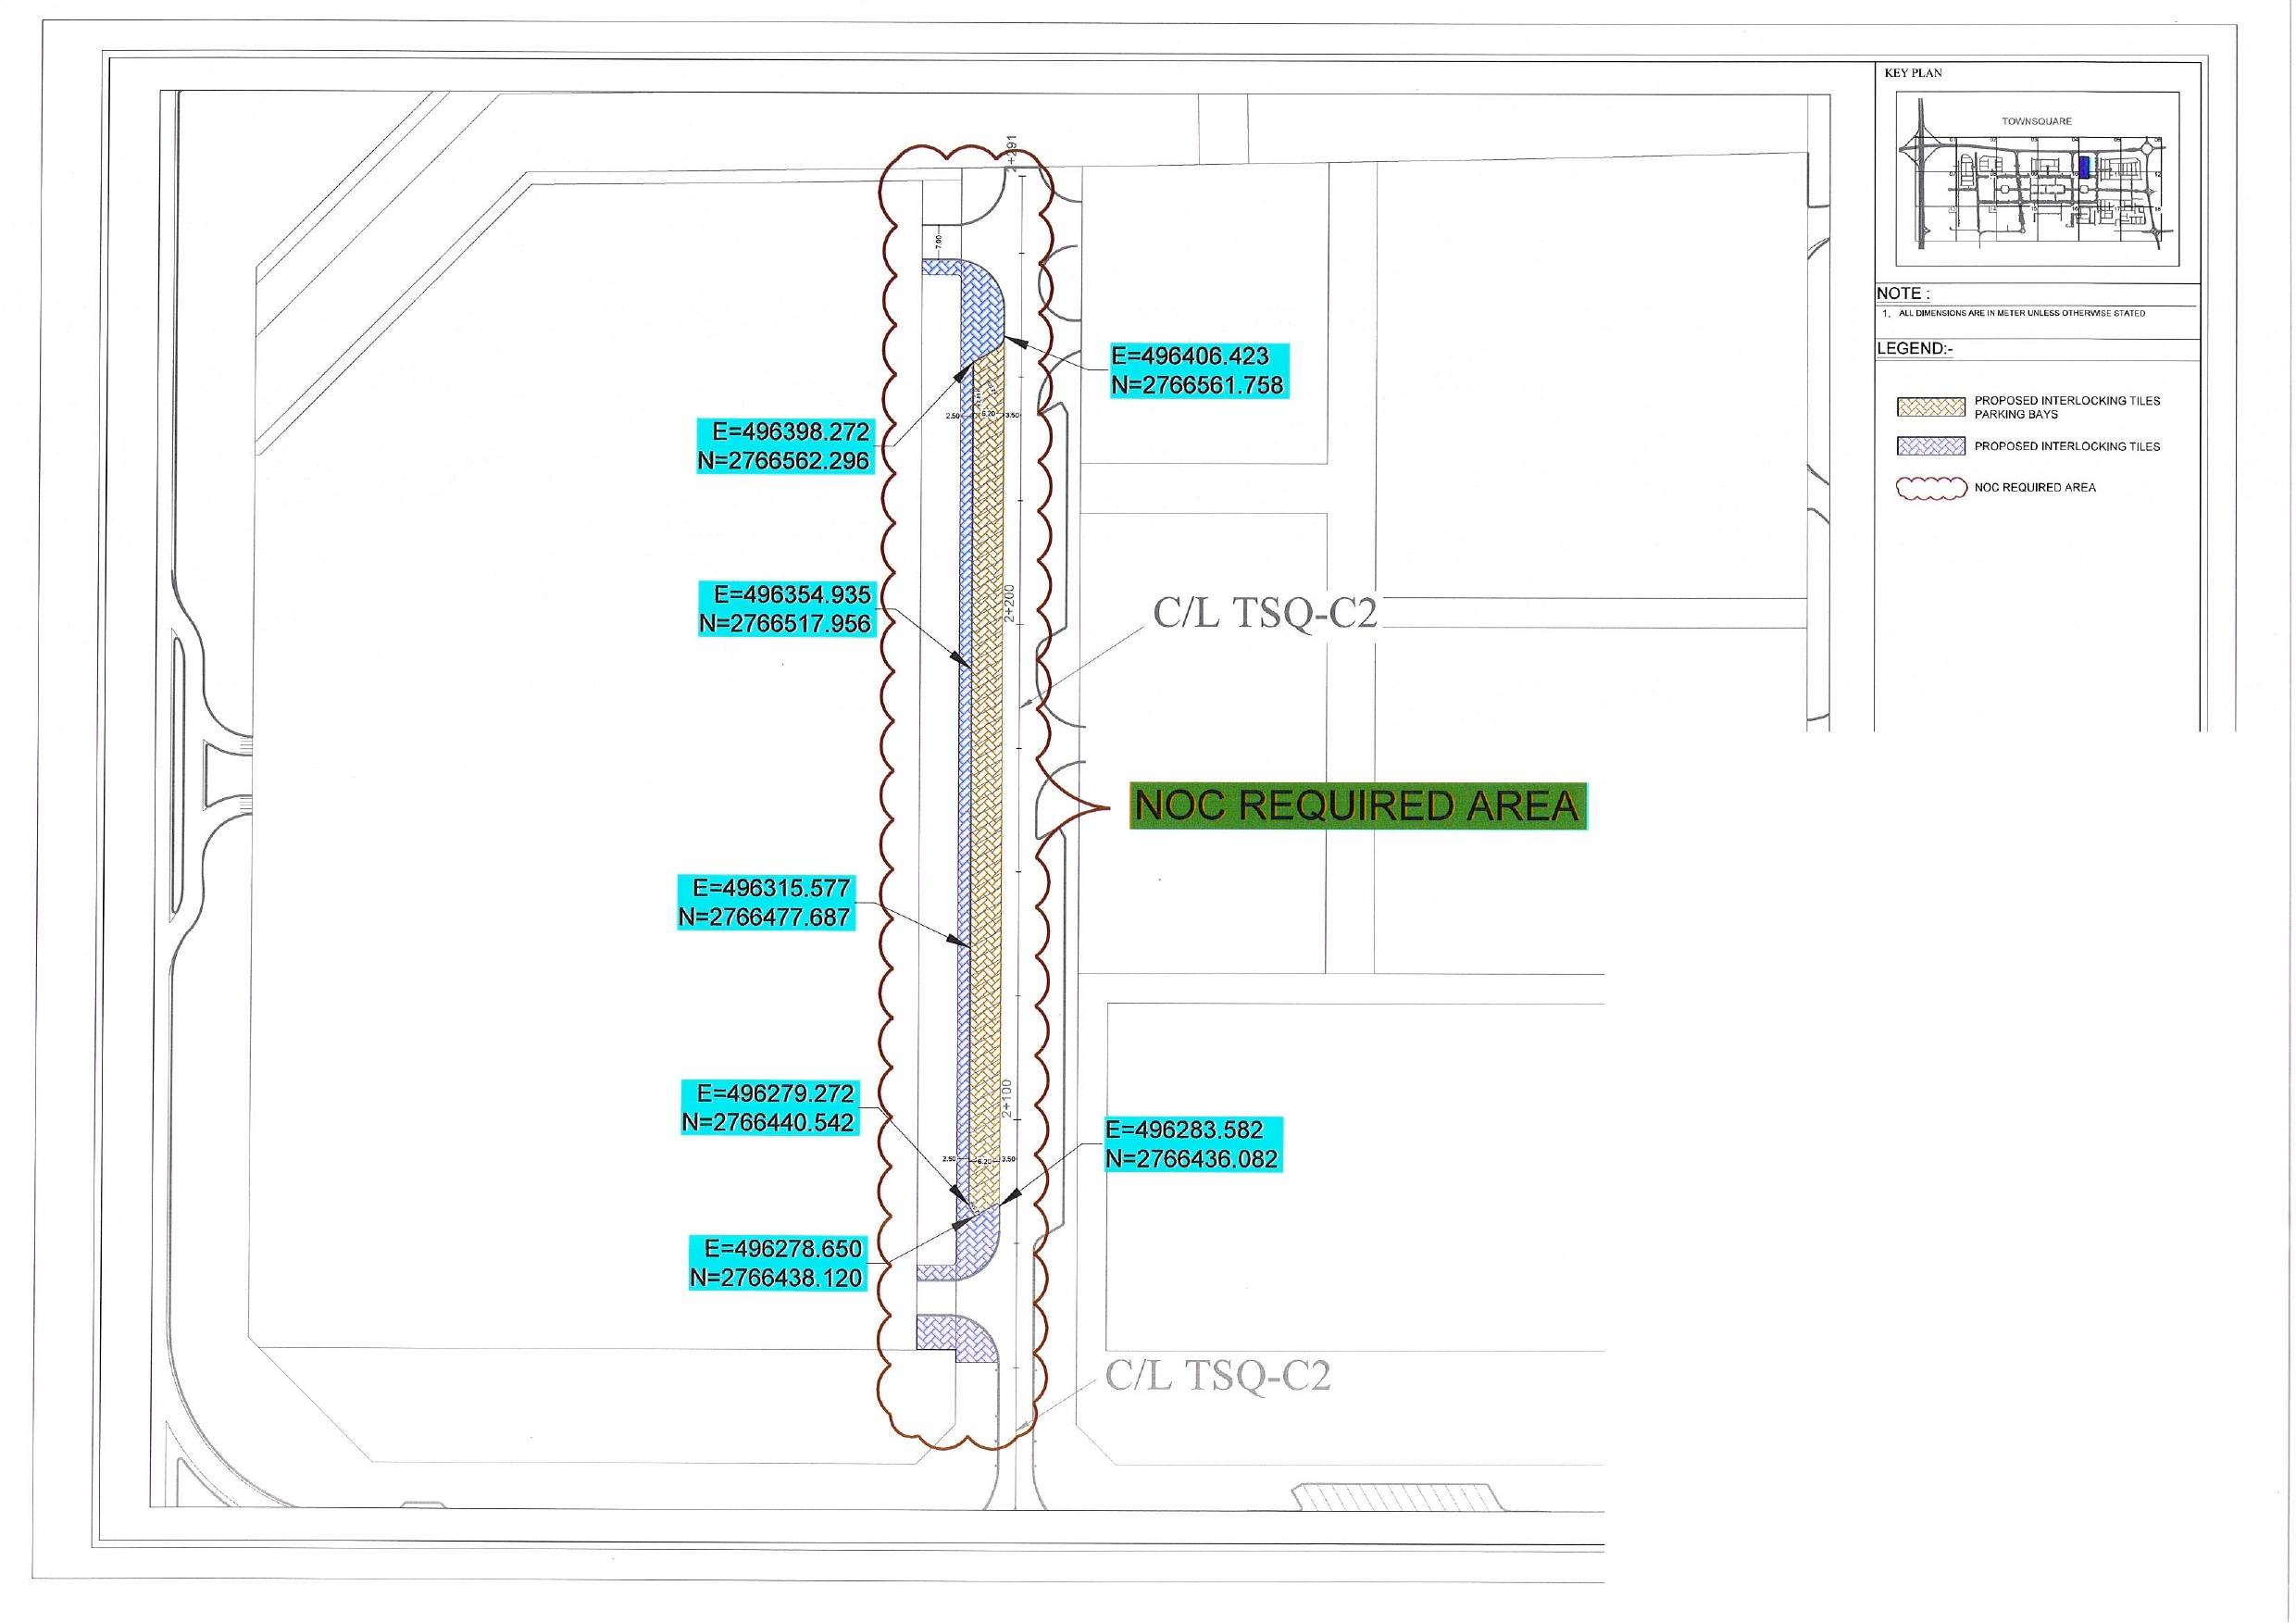 KEY PLAN
TOWNSQUARE
NOTE :
1. ALL DIMENSIONS ARE IN METER UNLESS OTHERWISE STATED
LEGEND:-
PROPOSED INTERLOCKING TILES
PARKING BAYS
PROPOSED INTERLOCKING TILES
NOC REQUIRED AREA
2+291
7.00
E=496406.423
N=2766561.758
E=496398.272
N=2766562.296
2.50
6.20
3.50
E=496354.935
N=2766517.956
2+200
C/L TSQ-C2
NOC REQUIRED AREA
E=496315.577
N=2766477.687
E=496279.272
N=2766440.542
2+100
E=496283.582
N=2766436.082
2.50
6.20
3.50
E=496278.650
N=2766438.120
C/L TSQ-C2